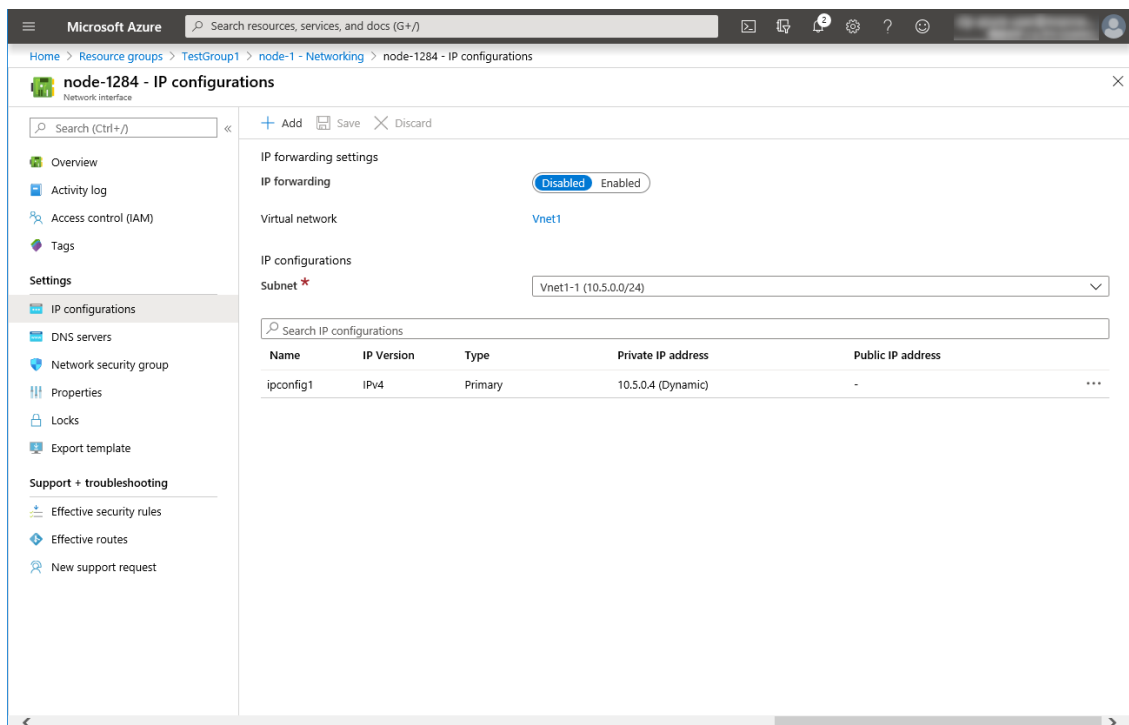 Microsoft Azure
Search resources, services, and docs (G+/)
2
Home > Resource groups > TestGroup1 > node-1 - Networking > node-1284 - IP configurations
node-1284 - IP configurations
Network interface
Search (Ctrl+/)
«
Add Save Discard
Overview
Activity log
Access control (IAM)
Tags
Settings
IP configurations
DNS servers
Network security group
Properties
Locks
Export template
Support + troubleshooting
Effective security rules
Effective routes
New support request
IP forwarding settings
IP forwarding Disabled Enabled
Virtual network Vnet1
IP configurations
Subnet * Vnet1-1 (10.5.0.0/24)
Search IP configurations
Name IP Version Type Private IP address Public IP address
ipconfig1 IPv4 Primary 10.5.0.4 (Dynamic) - ...